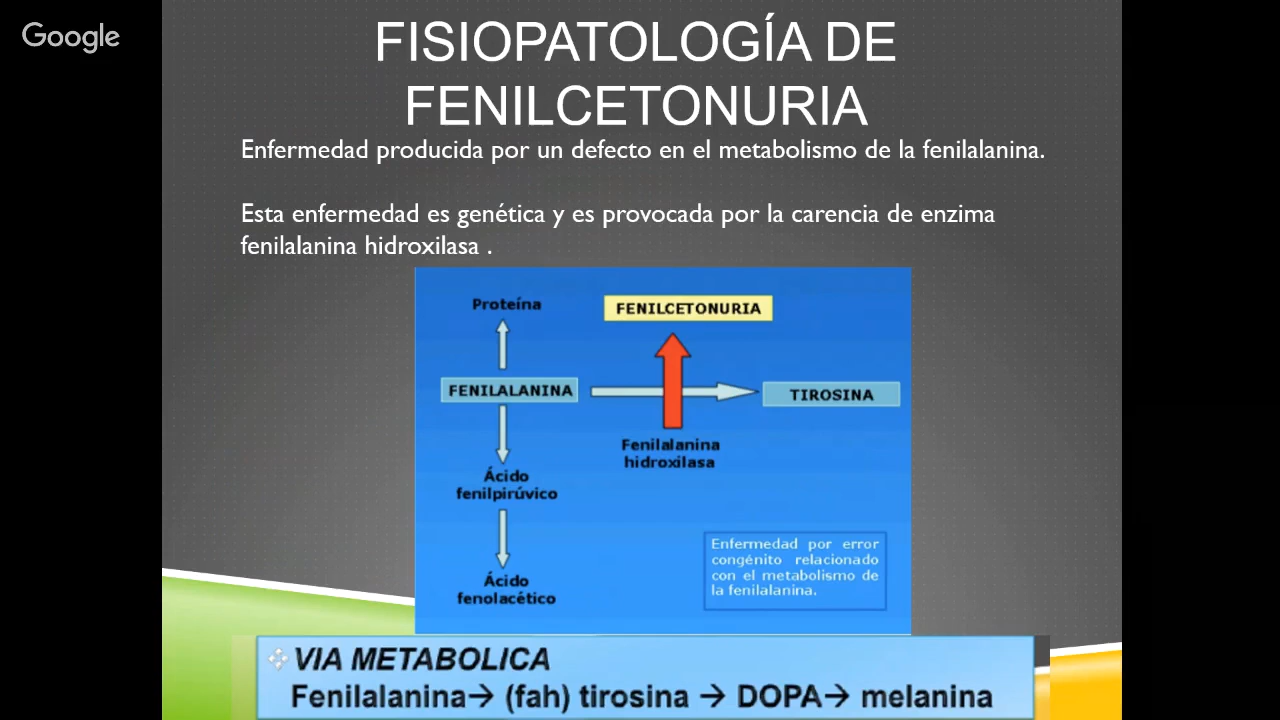 Google
FISIOPATOLOGÍA DE
FENILCETONURIA
Enfermedad producida por un defecto en el metabolismo de la fenilalanina.
Esta enfermedad es genética y es provocada por la carencia de enzima
fenilalanina hidroxilasa .
Proteína
FENILCETONURIA
FENILALANINA
TIROSINA
Fenilalanina
hidroxilasa
Ácido
fenilpirúvico
Enfermedad por error
congénito relacionado
con el metabolismo de
la fenilalanina.
Ácido
fenolacético
VIA METABOLICA
Fenilalanina→ (fah) tirosina → DOPA→ melanina